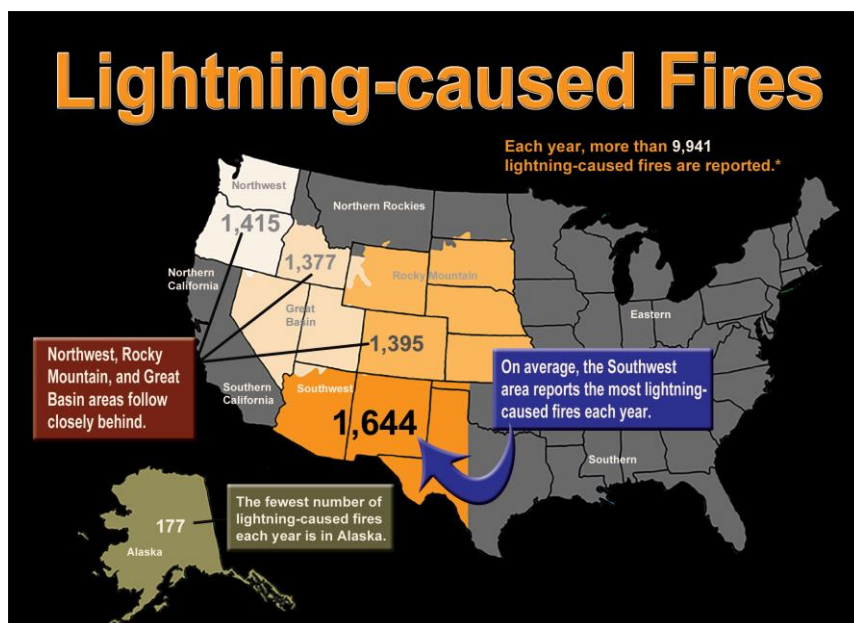 Lightning-caused Fires
Each year, more than 9,941
lightning-caused fires are reported.*
Northwest
1,415
Northern Rockies
1,377
Rocky Mountain
Northern
California
Great
Basin
Eastern
1,395
Northwest, Rocky
Mountain, and Great
Basin areas follow
closely behind.
On average, the Southwest
area reports the most lightning-
caused fires each year.
Southern
California
Southwest
1,644
Southern
The fewest number of
lightning-caused fires
each year is in Alaska.
177
Alaska